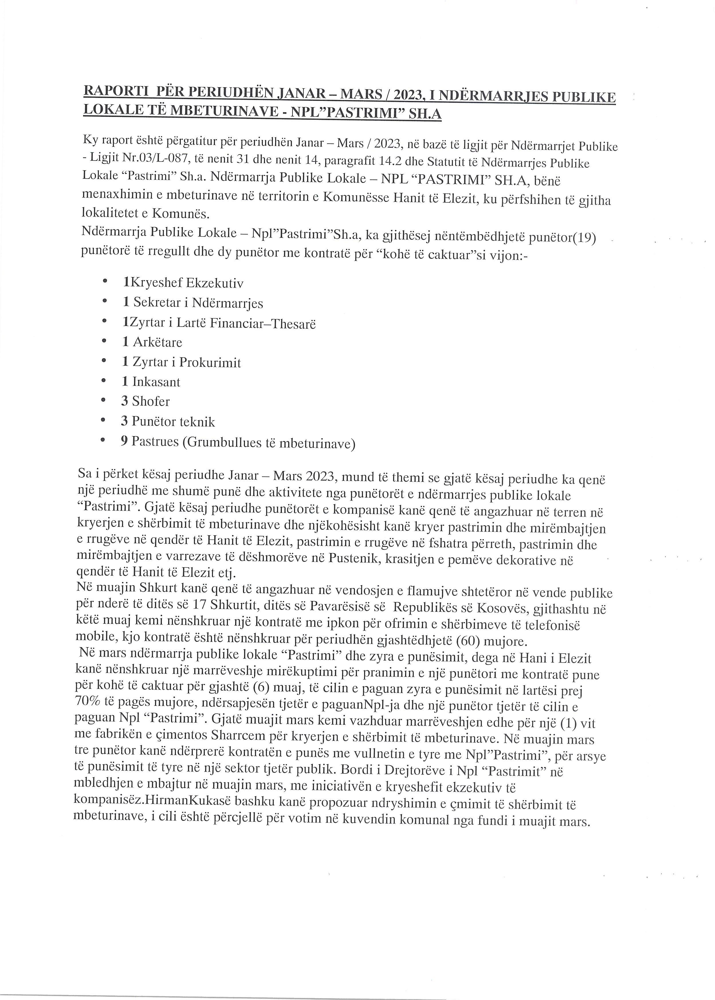 RAPORTI PËR PERIUDHËN JANAR – MARS / 2023, I NDËRMARRJES PUBLIKE
LOKALE TË MBETURINAVE - NPL”PASTRIMI” SH.A
Ky raport është përgatitur për periudhën Janar – Mars / 2023, në bazë të ligjit për Ndërmarrjet Publike
- Ligjit Nr.03/L-087, të nenit 31 dhe nenit 14, paragrafit 14.2 dhe Statutit të Ndërmarrjes Publike
Lokale “Pastrimi” Sh.a. Ndërmarrja Publike Lokale – NPL “PASTRIMI” SH.A, bënë
menaxhimin e mbeturinave në territorin e Komunësse Hanit të Elezit, ku përfshihen të gjitha
lokalitetet e Komunës.
Ndërmarrja Publike Lokale – Npl”Pastrimi”Sh.a, ka gjithësej nëntëmbëdhjetë punëtor(19)
punëtorë të rregullt dhe dy punëtor me kontratë për “kohë të caktuar”si vijon:-
• 1Kryeshef Ekzekutiv
• 1 Sekretar i Ndërmarrjes
• 1Zyrtar i Lartë Financiar–Thesarë
• 1 Arkëtare
• 1 Zyrtar i Prokurimit
• 1 Inkasant
• 3 Shofer
• 3 Punëtor teknik
• 9 Pastrues (Grumbullues të mbeturinave)
Sa i përket kësaj periudhe Janar – Mars 2023, mund të themi se gjatë kësaj periudhe ka qenë
një periudhë me shumë punë dhe aktivitete nga punëtorët e ndërmarrjes publike lokale
“Pastrimi”. Gjatë kësaj periudhe punëtorët e kompanisë kanë qenë të angazhuar në terren në
kryerjen e shërbimit të mbeturinave dhe njëkohësisht kanë kryer pastrimin dhe mirëmbajtjen
e rrugëve në qendër të Hanit të Elezit, pastrimin e rrugëve në fshatra përreth, pastrimin dhe
mirëmbajtjen e varrezave të dëshmorëve në Pustenik, krasitjen e pemëve dekorative në
qendër të Hanit të Elezit etj.
Në muajin Shkurt kanë qenë të angazhuar në vendosjen e flamujve shtetëror në vende publike
për nderë të ditës së 17 Shkurtit, ditës së Pavarësisë së Republikës së Kosovës, gjithashtu në
këtë muaj kemi nënshkruar një kontratë me ipkon për ofrimin e shërbimeve të telefonisë
mobile, kjo kontratë është nënshkruar për periudhën gjashtëdhjetë (60) mujore.
Në mars ndërmarrja publike lokale “Pastrimi” dhe zyra e punësimit, dega në Hani i Elezit
kanë nënshkruar një marrëveshje mirëkuptimi për pranimin e një punëtori me kontratë pune
për kohë të caktuar për gjashtë (6) muaj, të cilin e paguan zyra e punësimit në lartësi prej
70% të pagës mujore, ndërsapjesën tjetër e paguanNpl-ja dhe një punëtor tjetër të cilin e
paguan Npl “Pastrimi”. Gjatë muajit mars kemi vazhduar marrëveshjen edhe për një (1) vit
me fabrikën e çimentos Sharrcem për kryerjen e shërbimit të mbeturinave. Në muajin mars
tre punëtor kanë ndërprerë kontratën e punës me vullnetin e tyre me Npl”Pastrimi”, për arsye
të punësimit të tyre në një sektor tjetër publik. Bordi i Drejtorëve i Npl “Pastrimit” në
mbledhjen e mbajtur në muajin mars, me iniciativën e kryeshefit ekzekutiv të
kompanisëz.HirmanKukasë bashku kanë propozuar ndryshimin e çmimit të shërbimit të
mbeturinave, i cili është përcjellë për votim në kuvendin komunal nga fundi i muajit mars.